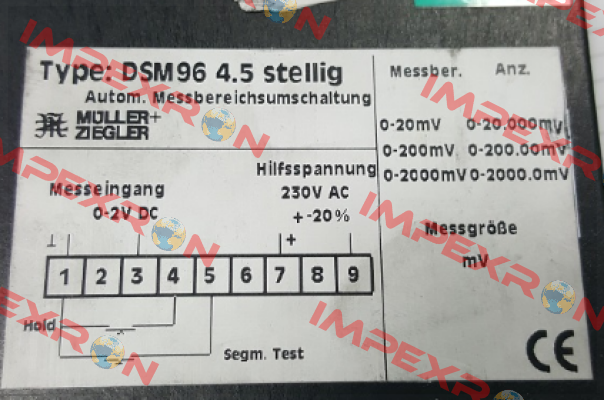 Type: DSM96 4.5 stellig
Autom. Messbereichsumschaltung
MÜLLER+
ZIEGLER
Messber. Anz.
0-20mV 0-20.000mV
0-200mV 0-200.00mV
0-2000mV 0-2000.0mV
Messgröße
mV
Messeingang
0-2V DC
Hilfsspannung
230V AC
+-20%
⊥ +
1 2 3 4 5 6 7 8 9
Hold
Segm. Test
CE
IMPEXRON
IMPEXRON
IMPEXRON
IMPEXRON
IMPEXRON
IMPEXRON